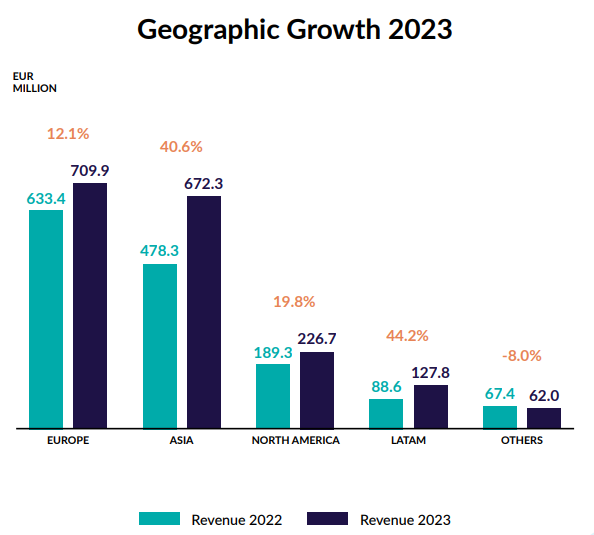 Geographic Growth 2023
EUR
MILLION
12.1%
40.6%
709.9
672.3
633.4
478.3
19.8%
226.7
44.2%
189.3
-8.0%
127.8
88.6
67.4
62.0
EUROPE
ASIA
NORTH AMERICA
LATAM
OTHERS
Revenue 2022
Revenue 2023